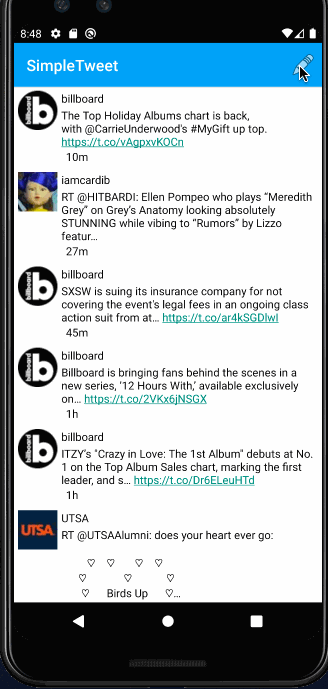 8:48
SimpleTweet
billboard
The Top Holiday Albums chart is back,
with @CarrieUnderwood's #MyGift up top.
https://t.co/vAgpxvKOCn
10m
iamcardib
RT @HITBARDI: Ellen Pompeo who plays “Meredith
Grey” on Grey’s Anatomy looking absolutely
STUNNING while vibing to “Rumors” by Lizzo
featur…
27m
billboard
SXSW is suing its insurance company for not
covering the event's legal fees in an ongoing class
action suit from at… https://t.co/ar4kSGDlwI
45m
billboard
Billboard is bringing fans behind the scenes in a
new series, ‘12 Hours With,’ available exclusively
on… https://t.co/2VKx6jNSGX
1h
billboard
ITZY's "Crazy in Love: The 1st Album" debuts at No.
1 on the Top Album Sales chart, marking the first
leader, and s… https://t.co/Dr6ELeuHTd
1h
UTSA
UTSA
RT @UTSAAlumni: does your heart ever go:
♡ ♡ ♡ ♡
♡ ♡ ♡
♡ Birds Up ♡…